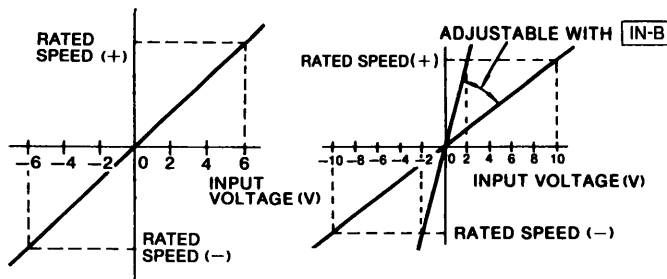 RATED
SPEED (+)
-6 -4 -2 0 2 4 6
INPUT
VOLTAGE (V)
RATED
SPEED (−)
ADJUSTABLE WITH IN-B
RATED SPEED(+)
-10 -8 -6 -4 -2 0 2 4 6 8 10
INPUT VOLTAGE(V)
RATED SPEED (−)